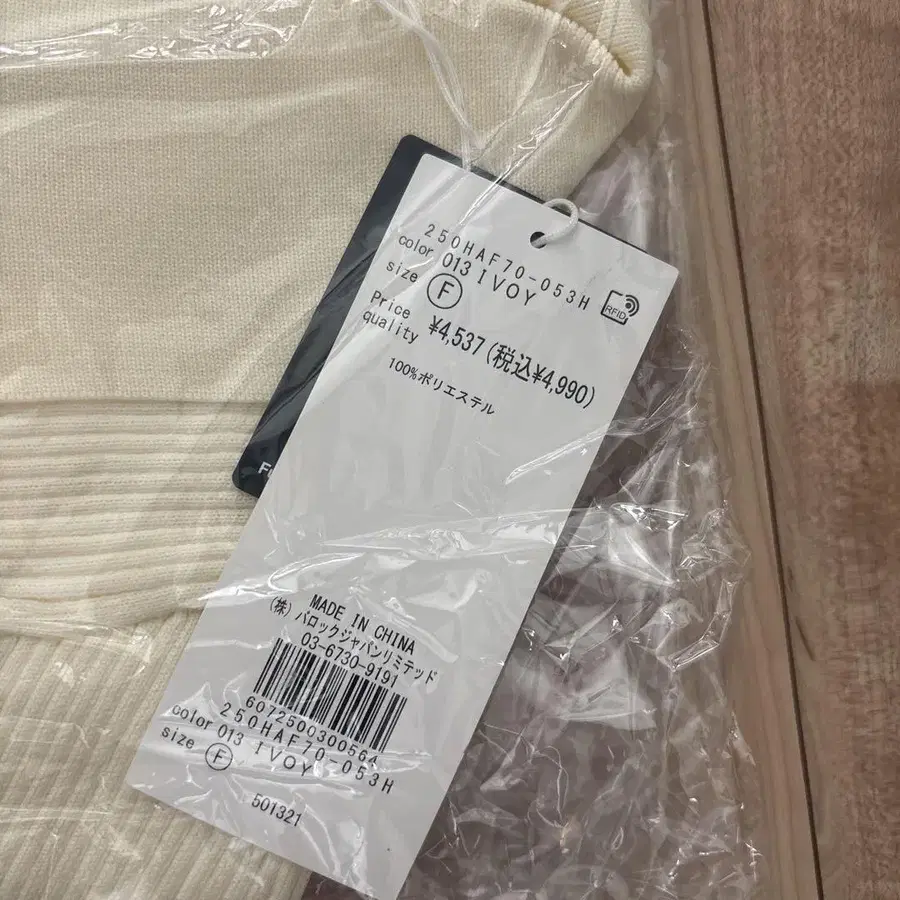 250HAF70-053H
color 013 IVOY
size F
RFID
Price ¥4,537(税込¥4,990)
quality
100%ポリエステル
MADE IN CHINA
(株)バロックジャパンリミテッド
03-6730-9191
6072500300564
250HAF70-053H
color 013 IVOY
size F
501321